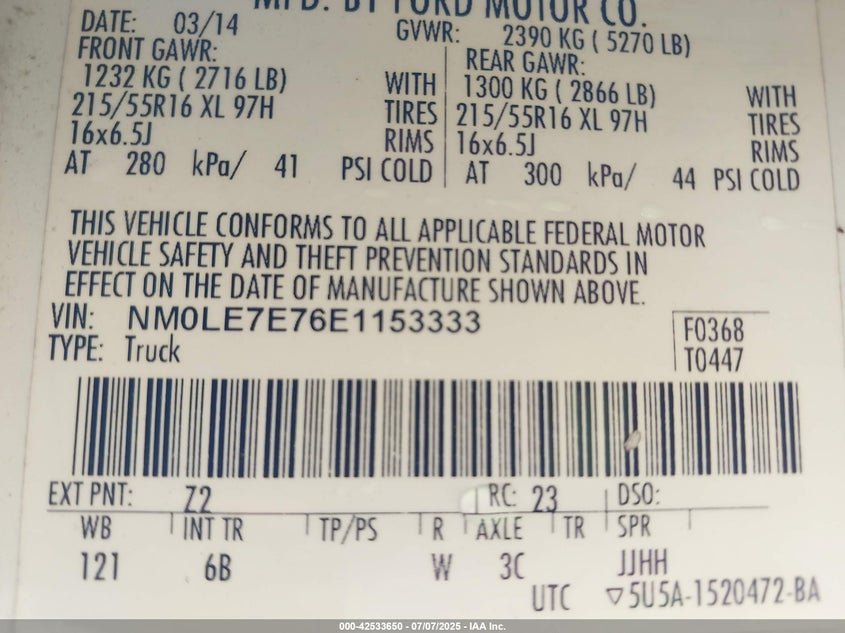 MFD. BY FORD MOTOR CO.
DATE: 03/14 GVWR: 2390 KG ( 5270 LB)
FRONT GAWR: REAR GAWR:
1232 KG ( 2716 LB) WITH 1300 KG ( 2866 LB) WITH
215/55R16 XL 97H TIRES 215/55R16 XL 97H TIRES
16x6.5J RIMS 16x6.5J RIMS
AT 280 kPa/ 41 PSI COLD AT 300 kPa/ 44 PSI COLD
THIS VEHICLE CONFORMS TO ALL APPLICABLE FEDERAL MOTOR
VEHICLE SAFETY AND THEFT PREVENTION STANDARDS IN
EFFECT ON THE DATE OF MANUFACTURE SHOWN ABOVE.
VIN: NM0LE7E76E1153333 F0368
TYPE: Truck T0447
EXT PNT: Z2 RC: 23 DSO:
WB INT TR TP/PS R AXLE TR SPR
121 6B W 3C JJHH
UTC ▽5U5A-1520472-BA
000-42533650 - 07/07/2025 - IAA Inc.